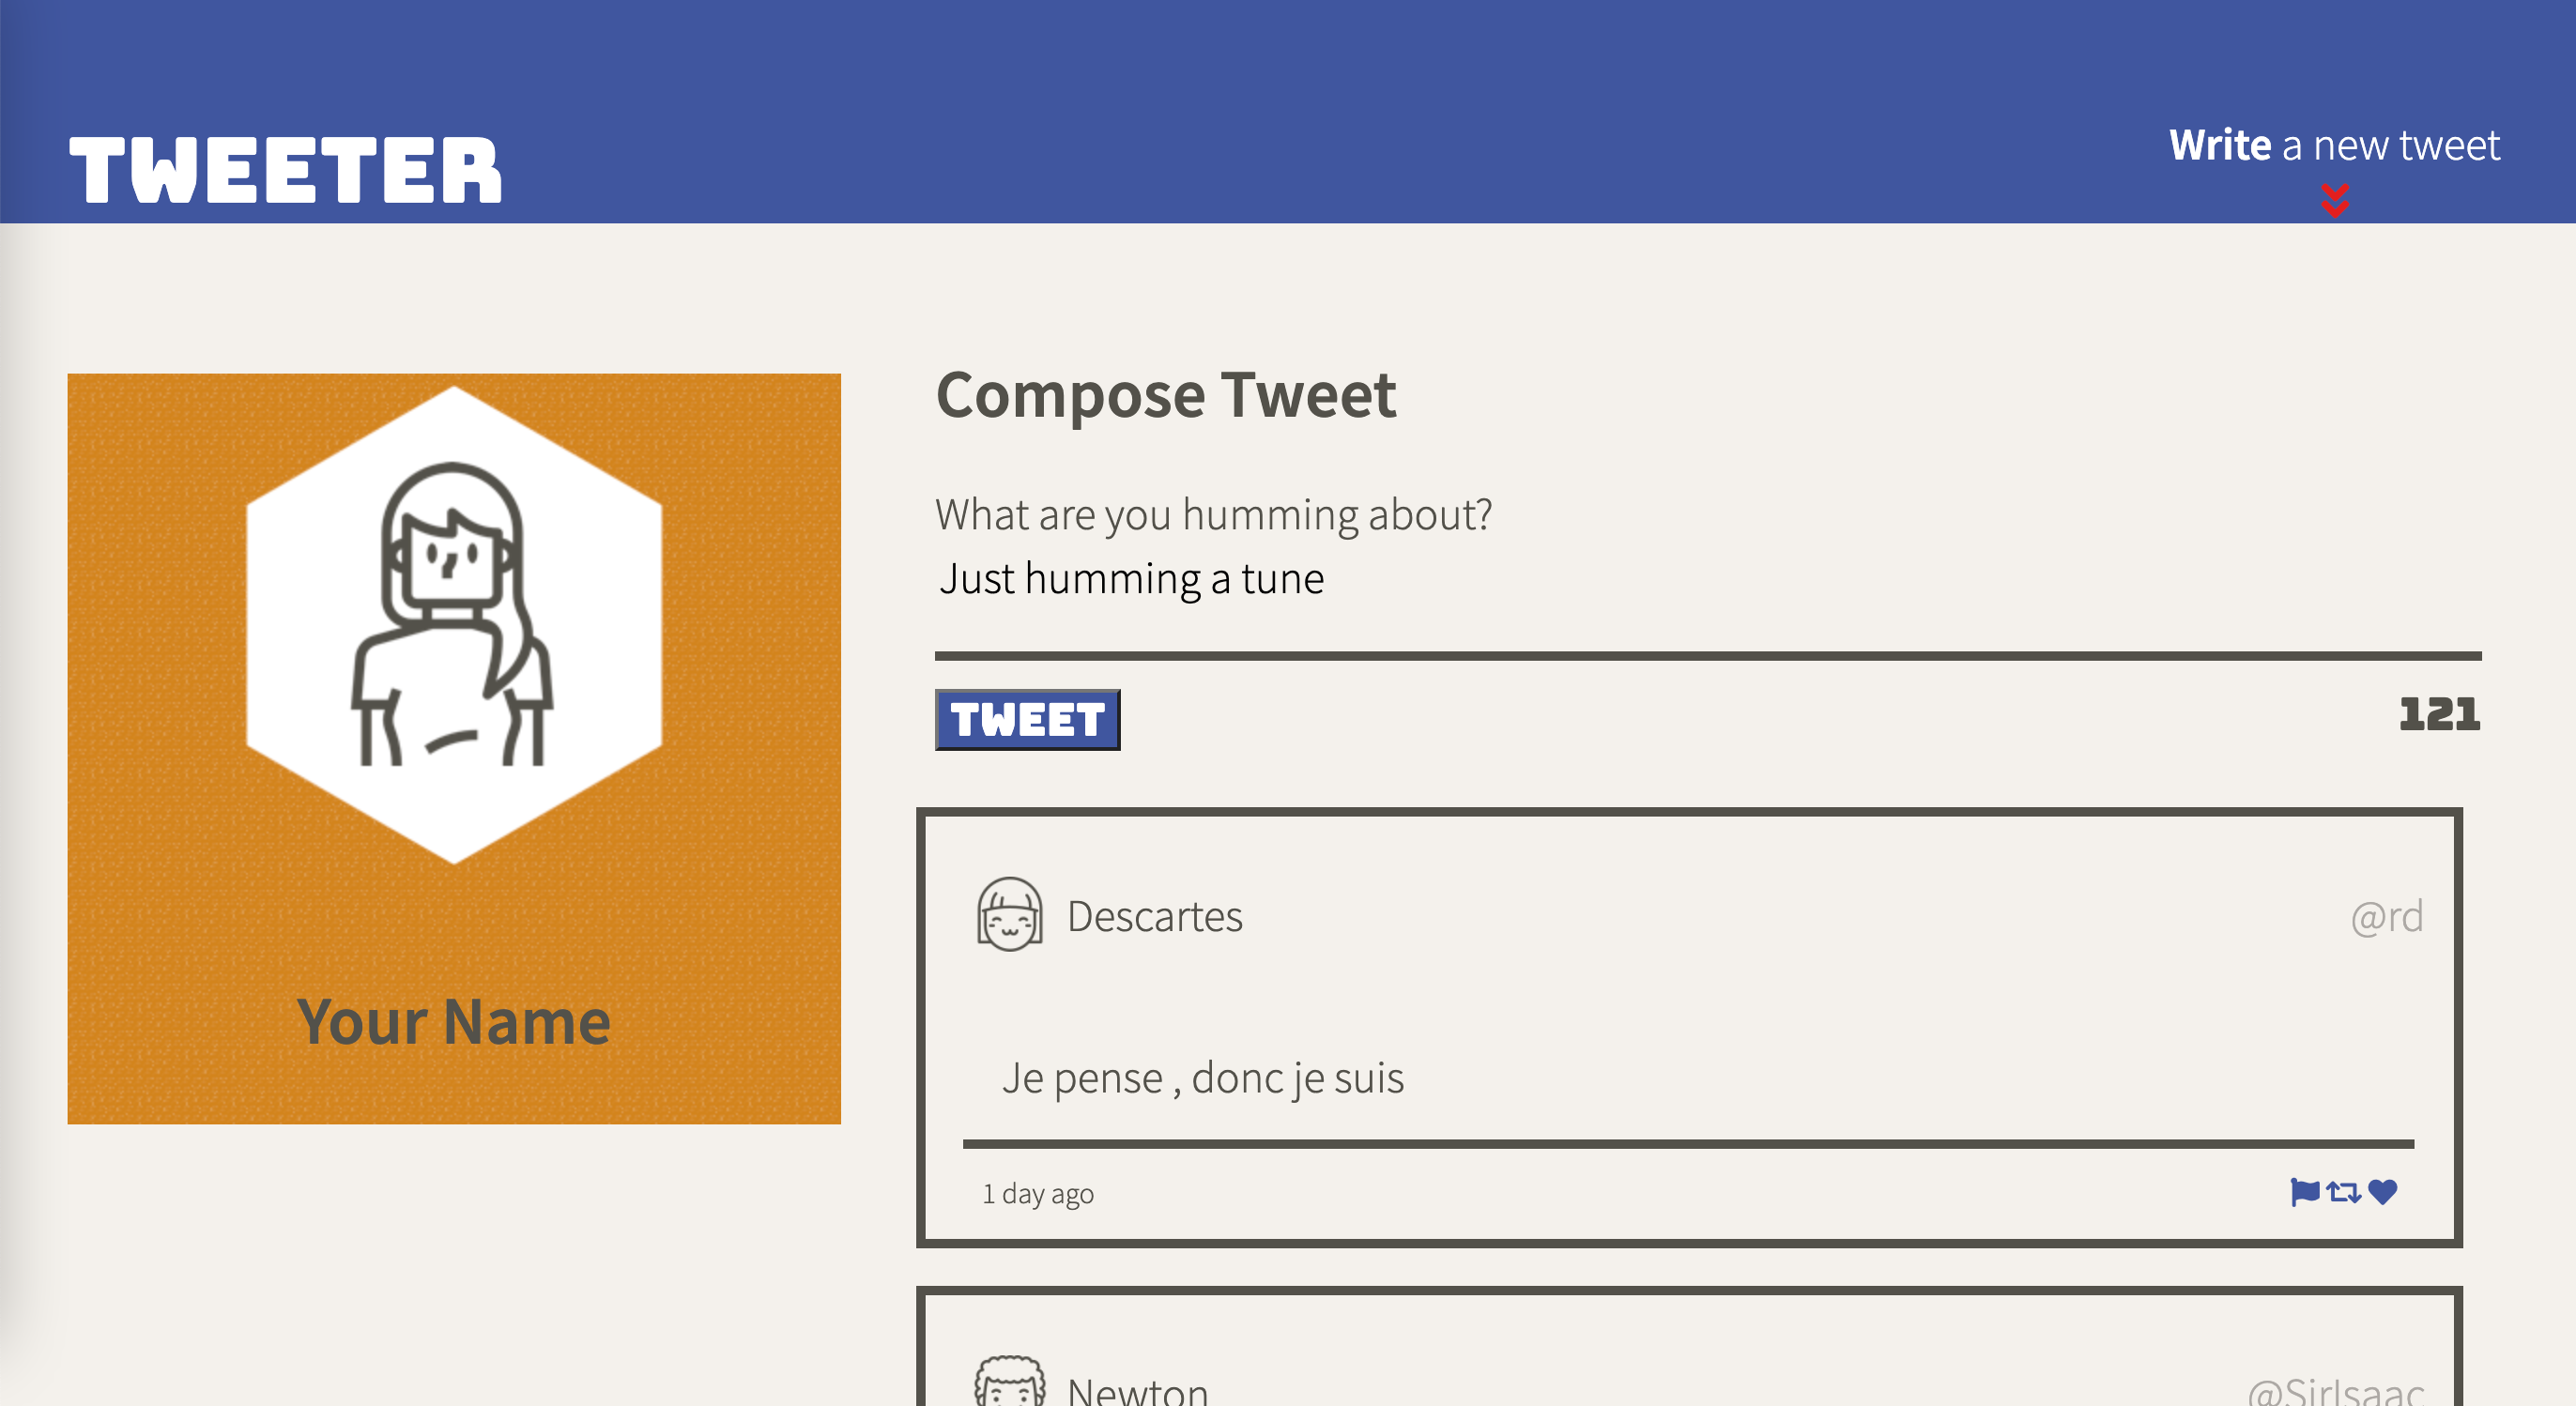 TWEETER
Write a new tweet
Your Name
Compose Tweet
What are you humming about?
Just humming a tune
TWEET
121
Descartes
@rd
Je pense , donc je suis
1 day ago
Newton
@SirIsaac